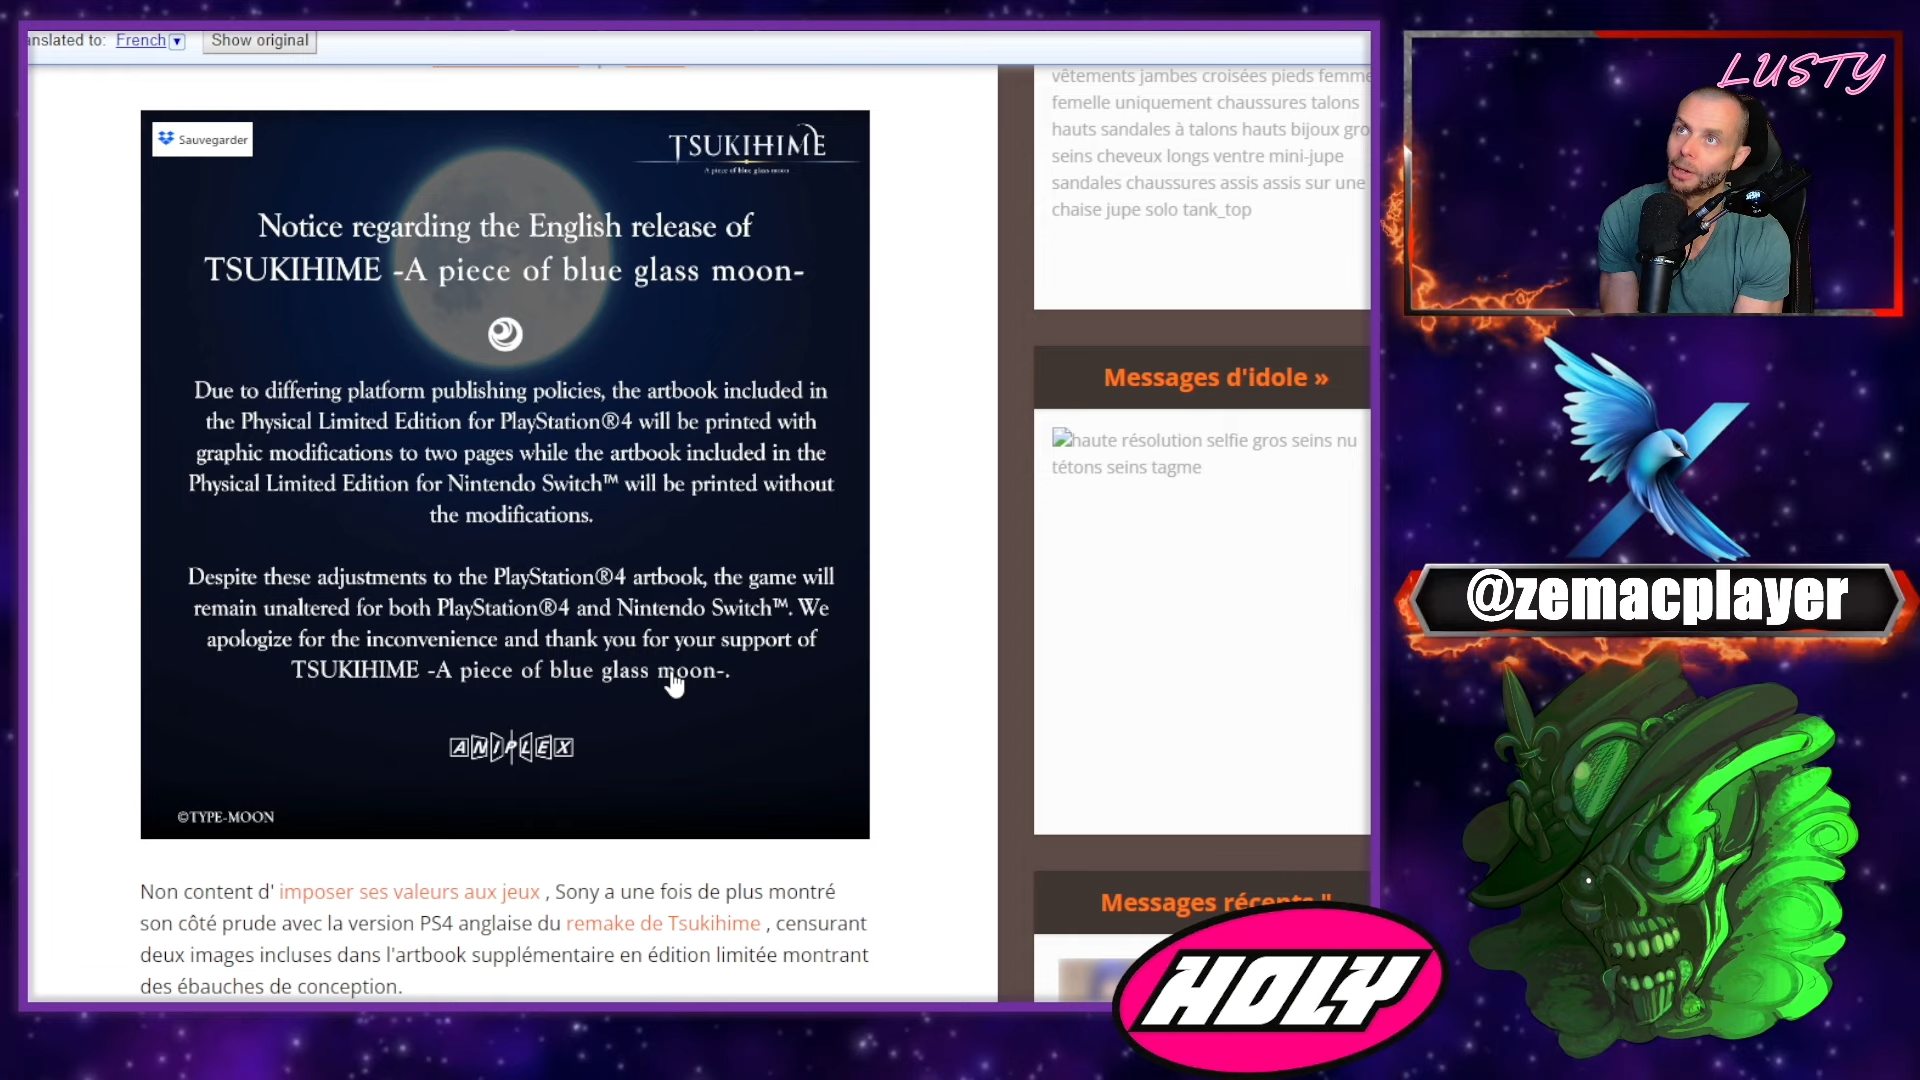 anslated to: French Show original
Sauvegarder
TSUKIHIME
A piece of blue glass moon
Notice regarding the English release of
TSUKIHIME -A piece of blue glass moon-
Due to differing platform publishing policies, the artbook included in
the Physical Limited Edition for PlayStation®4 will be printed with
graphic modifications to two pages while the artbook included in the
Physical Limited Edition for Nintendo Switch™ will be printed without
the modifications.
Despite these adjustments to the PlayStation®4 artbook, the game will
remain unaltered for both PlayStation®4 and Nintendo Switch™. We
apologize for the inconvenience and thank you for your support of
TSUKIHIME -A piece of blue glass moon-.
ANIPLEX
©TYPE-MOON
Non content d' imposer ses valeurs aux jeux , Sony a une fois de plus montré
son côté prude avec la version PS4 anglaise du remake de Tsukihime , censurant
deux images incluses dans l'artbook supplémentaire en édition limitée montrant
des ébauches de conception.
vêtements jambes croisées pieds femme
femelle uniquement chaussures talons
hauts sandales à talons hauts bijoux gro
seins cheveux longs ventre mini-jupe
sandales chaussures assis assis sur une
chaise jupe solo tank_top
Messages d'idole »
haute résolution selfie gros seins nu
tétons seins tagme
Messages récents "
LUSTY
@zemacplayer
HOLY